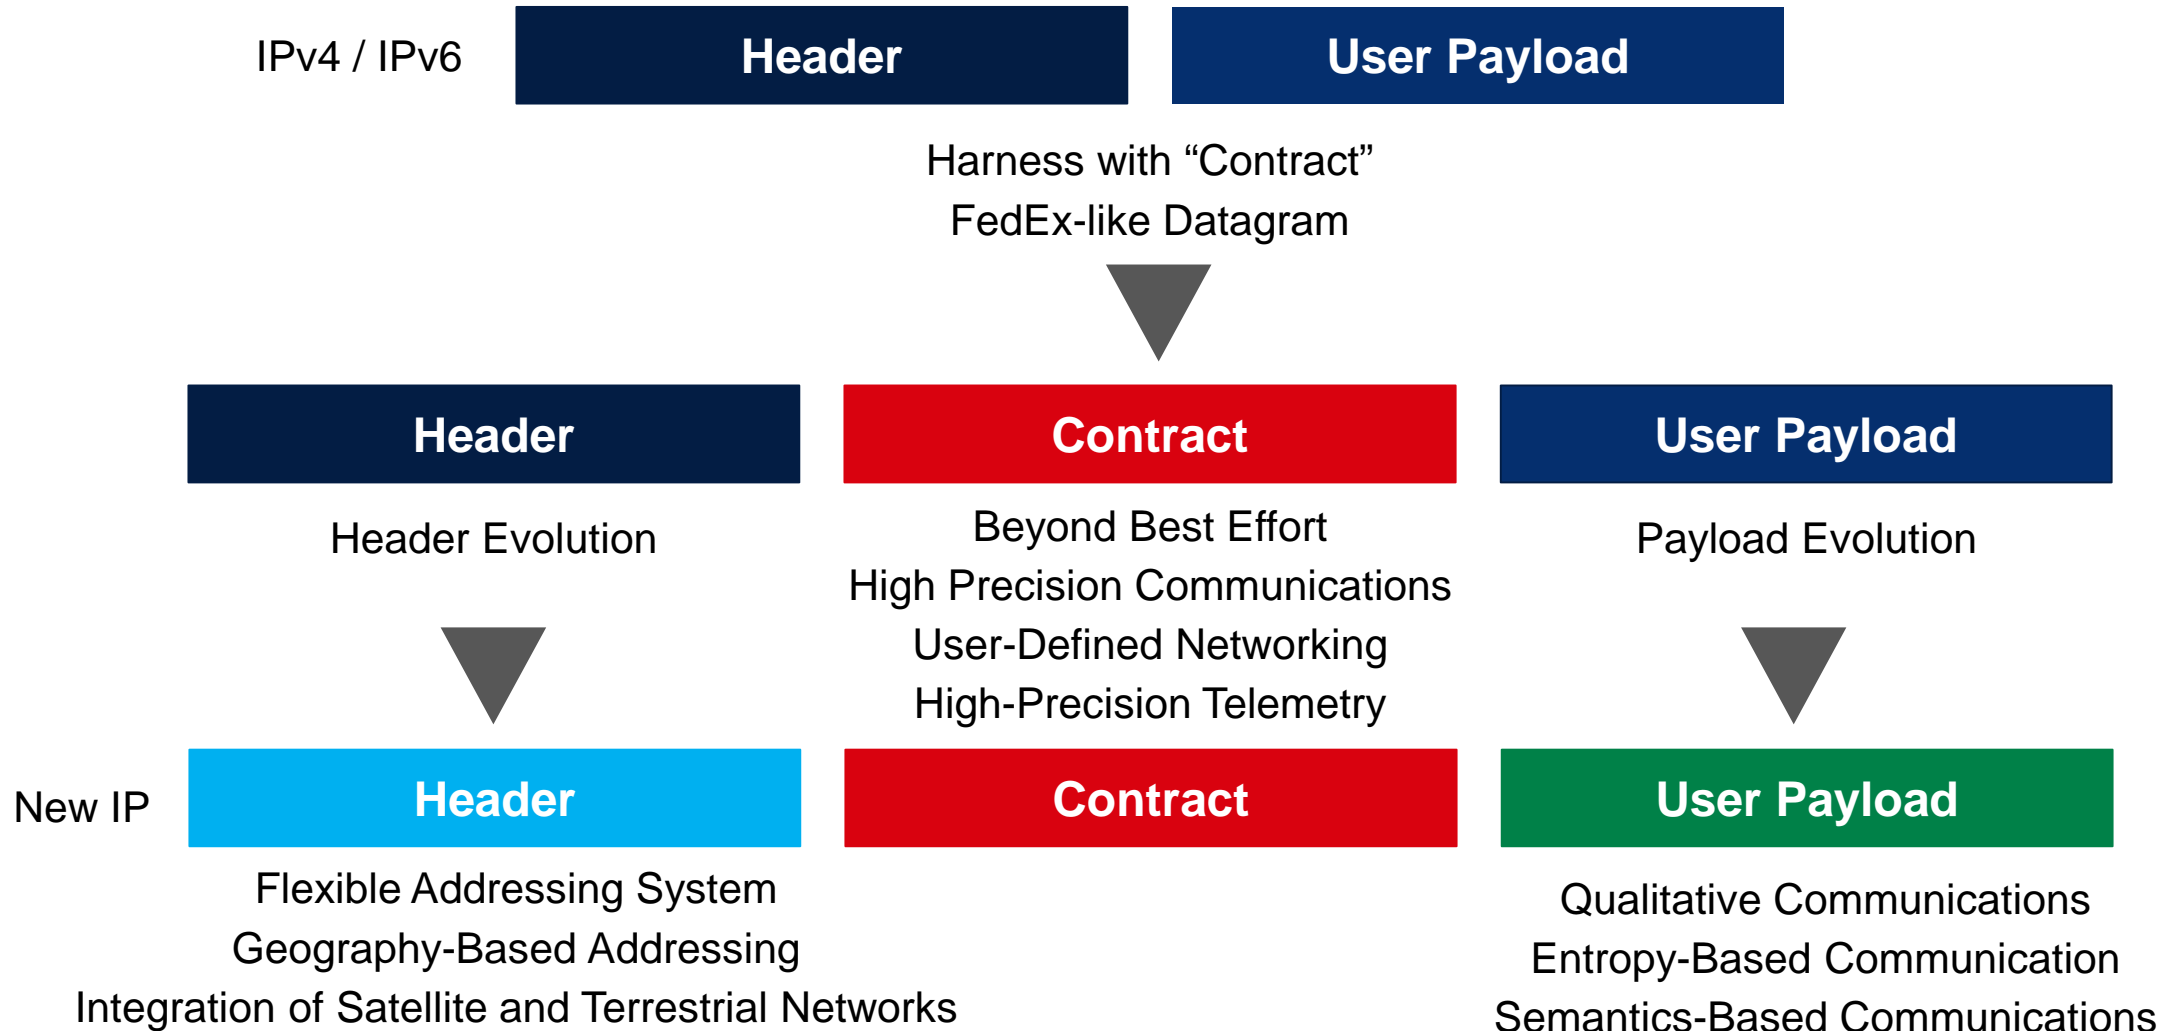 IPv4 / IPv6
Header
User Payload
Harness with “Contract”
FedEx-like Datagram
Header
Contract
User Payload
Header Evolution
Beyond Best Effort
High Precision Communications
User-Defined Networking
High-Precision Telemetry
Payload Evolution
New IP
Header
Contract
User Payload
Flexible Addressing System
Geography-Based Addressing
Integration of Satellite and Terrestrial Networks
Qualitative Communications
Entropy-Based Communication
Semantics-Based Communications